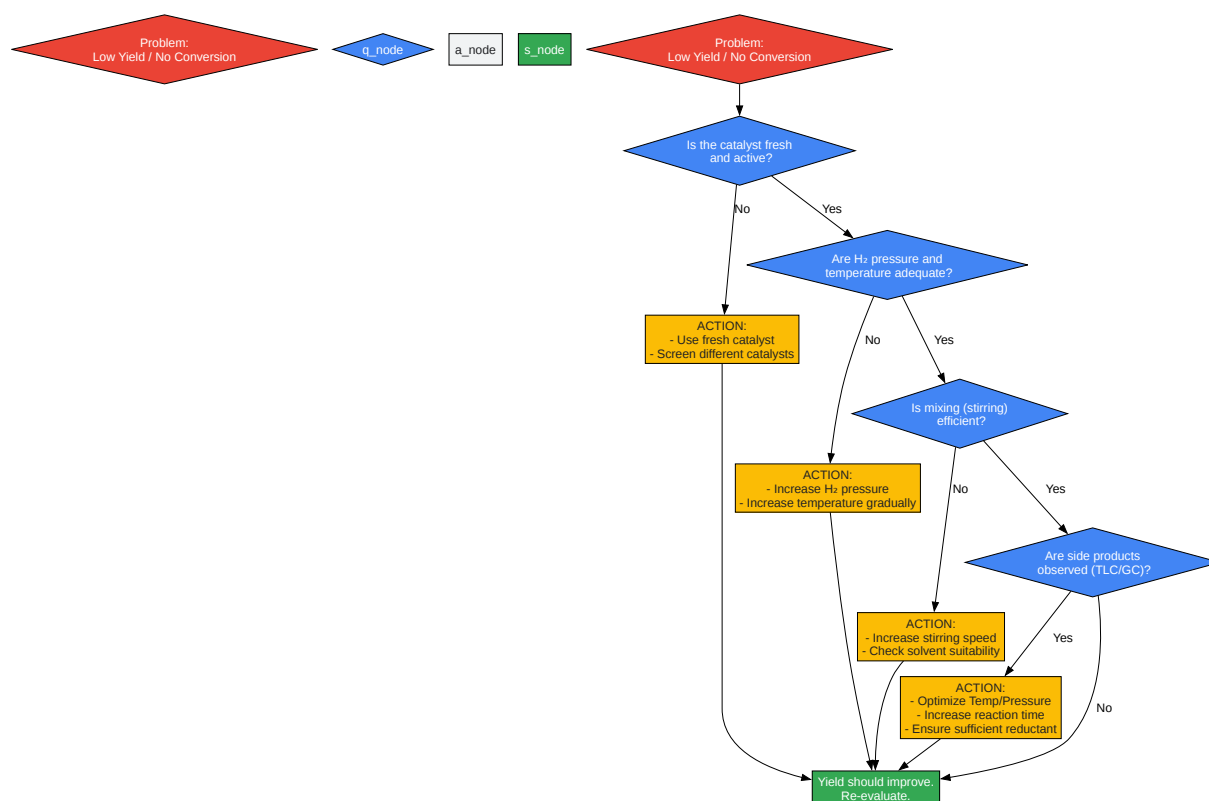 Problem:
Low Yield / No Conversion
q_node
a_node
s_node
Problem:
Low Yield / No Conversion
Is the catalyst fresh
and active?
No
Yes
Are H₂ pressure and
temperature adequate?
ACTION:
- Use fresh catalyst
- Screen different catalysts
No
Yes
Is mixing (stirring)
efficient?
ACTION:
- Increase H₂ pressure
- Increase temperature gradually
No
Yes
Are side products
observed (TLC/GC)?
ACTION:
- Increase stirring speed
- Check solvent suitability
Yes
No
ACTION:
- Optimize Temp/Pressure
- Increase reaction time
- Ensure sufficient reductant
Yield should improve.
Re-evaluate.